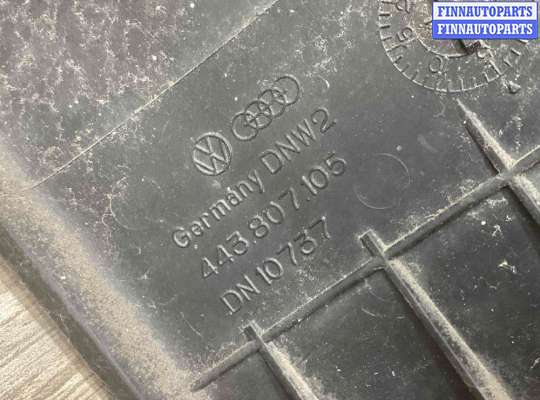 FINNAUTOPARTS
FINNAUTOPARTS
Germany DNW2
443.807.105
DN 10737